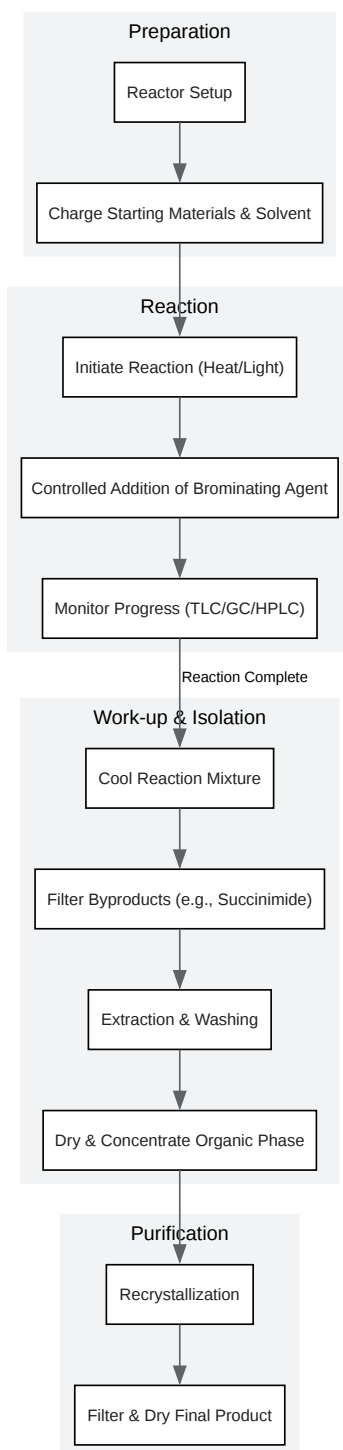 Preparation
Reactor Setup
Charge Starting Materials & Solvent
Reaction
Initiate Reaction (Heat/Light)
Controlled Addition of Brominating Agent
Monitor Progress (TLC/GC/HPLC)
Reaction Complete
Work-up & Isolation
Cool Reaction Mixture
Filter Byproducts (e.g., Succinimide)
Extraction & Washing
Dry & Concentrate Organic Phase
Purification
Recrystallization
Filter & Dry Final Product